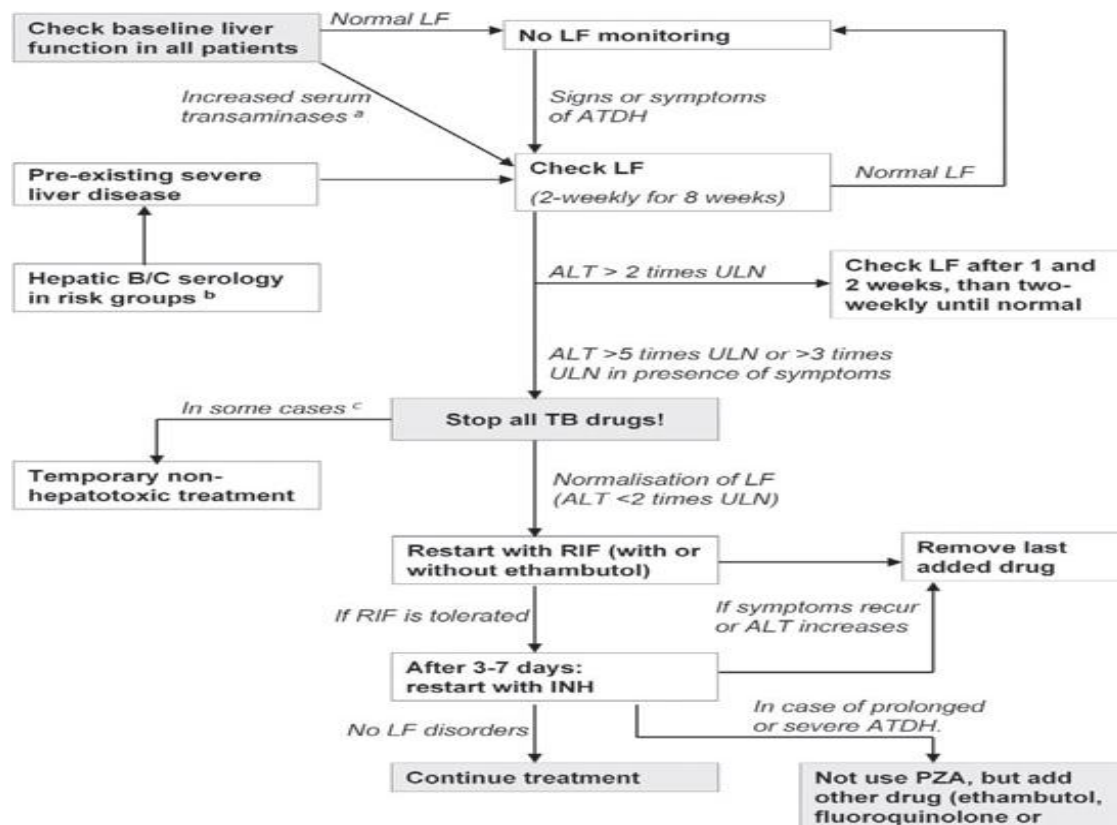 Check baseline liver
function in all patients
Normal LF
No LF monitoring
Increased serum
transaminases a
Signs or symptoms
of ATDH
Pre-existing severe
liver disease
Check LF
(2-weekly for 8 weeks)
Normal LF
Hepatic B/C serology
in risk groups b
ALT > 2 times ULN
Check LF after 1 and
2 weeks, than two-
weekly until normal
ALT >5 times ULN or >3 times
ULN in presence of symptoms
In some cases c
Stop all TB drugs!
Temporary non-
hepatotoxic treatment
Normalisation of LF
(ALT <2 times ULN)
Restart with RIF (with or
without ethambutol)
Remove last
added drug
If RIF is tolerated
If symptoms recur
or ALT increases
After 3-7 days:
restart with INH
No LF disorders
In case of prolonged
or severe ATDH.
Continue treatment
Not use PZA, but add
other drug (ethambutol,
fluoroquinolone or